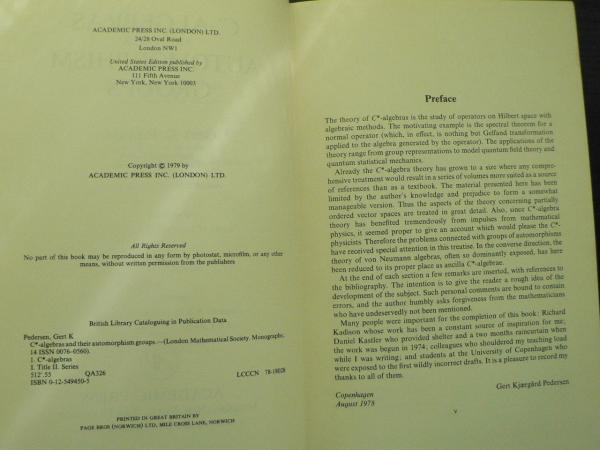 ACADEMIC PRESS INC. (LONDON) LTD.
24/28 Oval Road
London NW1
United States Edition published by
ACADEMIC PRESS INC.
111 Fifth Avenue
New York, New York 10003
Copyright © 1979 by
ACADEMIC PRESS INC. (LONDON) LTD.
All Rights Reserved
No part of this book may be reproduced in any form by photostat, microfilm, or any other
means, without written permission from the publishers
British Library Cataloguing in Publication Data
Pedersen, Gert K
C*-algebras and their automorphism groups.—(London Mathematical Society. Monographs.
14 ISSN 0076-0560).
1. C*-algebras
I. Title II. Series
512'.55 QA326 LCCCN 78-18028
ISBN 0-12-549450-5
PRINTED IN GREAT BRITAIN BY
PAGE BROS (NORWICH) LTD, MILE CROSS LANE, NORWICH
Preface
The theory of C*-algebras is the study of operators on Hilbert space with
algebraic methods. The motivating example is the spectral theorem for a
normal operator (which, in effect, is nothing but Gelfand transformation
applied to the algebra generated by the operator). The applications of the
theory range from group representations to model quantum field theory and
quantum statistical mechanics.
Already the C*-algebra theory has grown to a size where any compre-
hensive treatment would result in a series of volumes more suited as a source
of references than as a textbook. The material presented here has been
limited by the author's knowledge and prejudice to form a somewhat
manageable version. Thus the aspects of the theory concerning partially
ordered vector spaces are treated in great detail. Also, since C*-algebra
theory has benefited tremendously from impulses from mathematical
physics, it seemed proper to give an account which would please the C*-
physicists. Therefore the problems connected with groups of automorphisms
have received special attention in this treatise. In the converse direction, the
theory of von Neumann algebras, often so dominantly exposed, has here
been reduced to its proper place as ancilla C*-algebrae.
At the end of each section a few remarks are inserted, with references to
the bibliography. The intention is to give the reader a rough idea of the
development of the subject. Such personal comments are bound to contain
errors, and the author humbly asks forgiveness from the mathematicians
who have undeservedly not been mentioned.
Many people were important for the completion of this book: Richard
Kadison whose work has been a constant source of inspiration for me;
Daniel Kastler who provided shelter and a two months raincurtain when
the work was begun in 1974; colleagues who shouldered my teaching load
while I was writing; and students at the University of Copenhagen who
were exposed to the first wildly incorrect drafts. It is a pleasure to record my
thanks to all of them.
Gert Kjærgård Pedersen
Copenhagen
August 1978
v